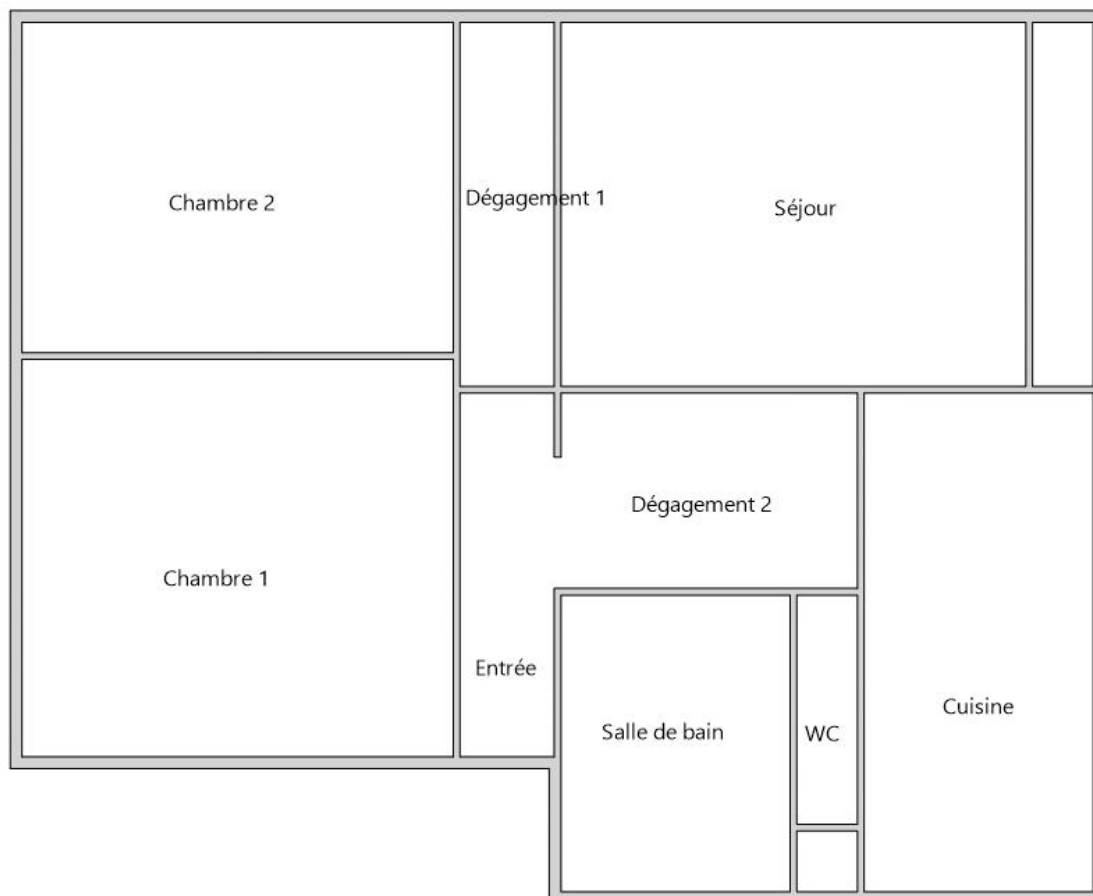 Chambre 2
Dégagement 1
Séjour
Dégagement 2
Chambre 1
Entrée
Salle de bain
WC
Cuisine